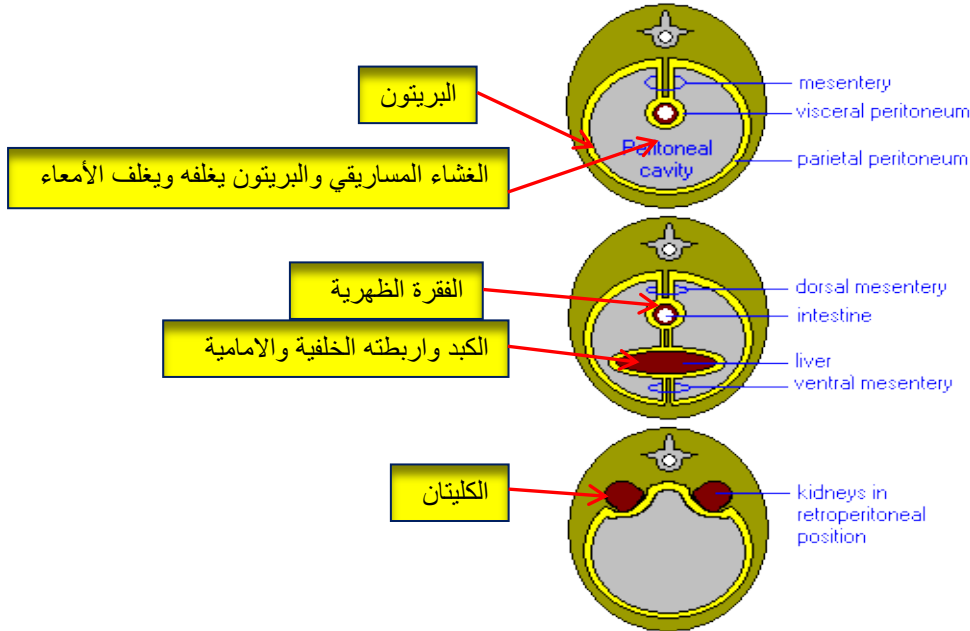 البريتون
mesentery
visceral peritoneum
الغشاء المساريقي والبريتون يغلفه ويغلف الأمعاء
Peritoneal
cavity
parietal peritoneum
الفقرة الظهرية
dorsal mesentery
intestine
الكبد واربطته الخلفية والامامية
liver
ventral mesentery
الكليتان
kidneys in
retroperitoneal
position